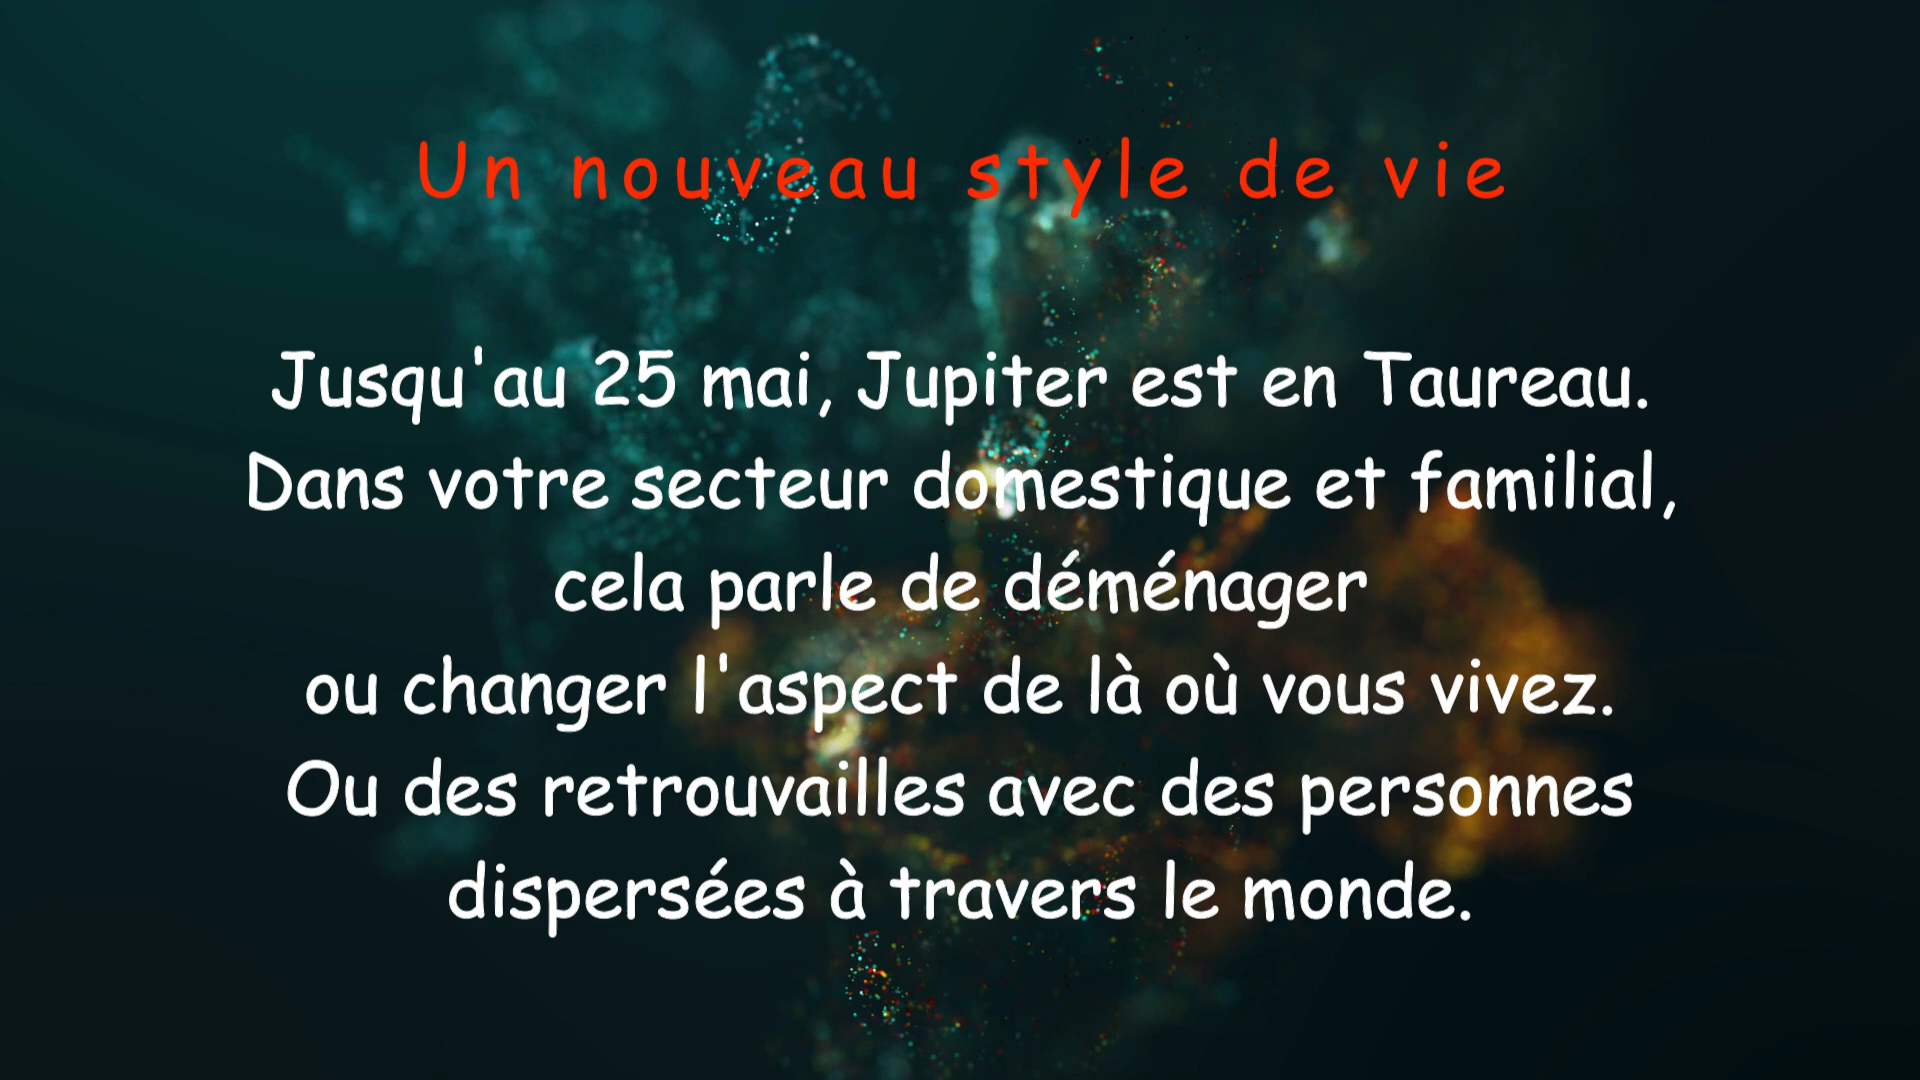 Un nouveau style de vie
Jusqu'au 25 mai, Jupiter est en Taureau.
Dans votre secteur domestique et familial,
cela parle de déménager
ou changer l'aspect de là où vous vivez.
Ou des retrouvailles avec des personnes
dispersées à travers le monde.